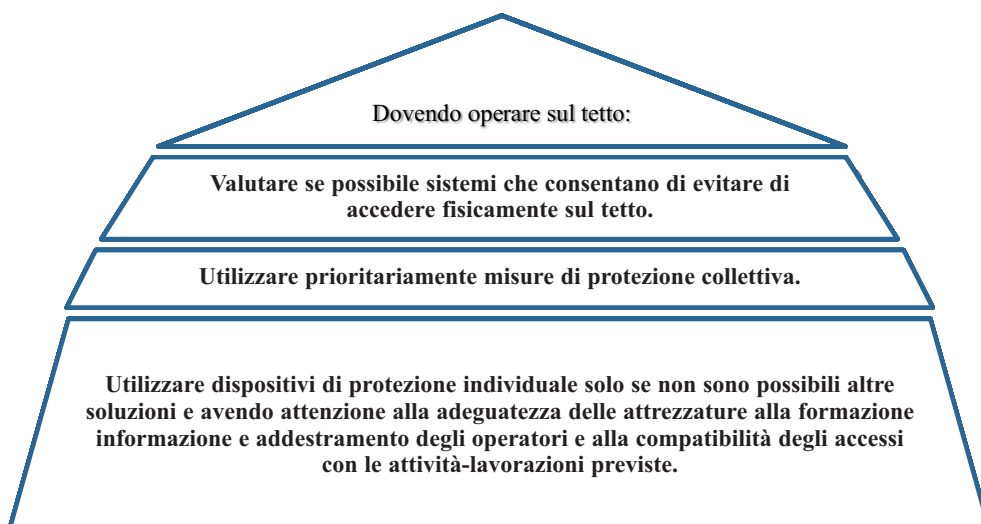 Dovendo operare sul tetto:
Valutare se possibile sistemi che consentano di evitare di
accedere fisicamente sul tetto.
Utilizzare prioritariamente misure di protezione collettiva.
Utilizzare dispositivi di protezione individuale solo se non sono possibili altre
soluzioni e avendo attenzione alla adeguatezza delle attrezzature alla formazione
informazione e addestramento degli operatori e alla compatibilità degli accessi
con le attività-lavorazioni previste.